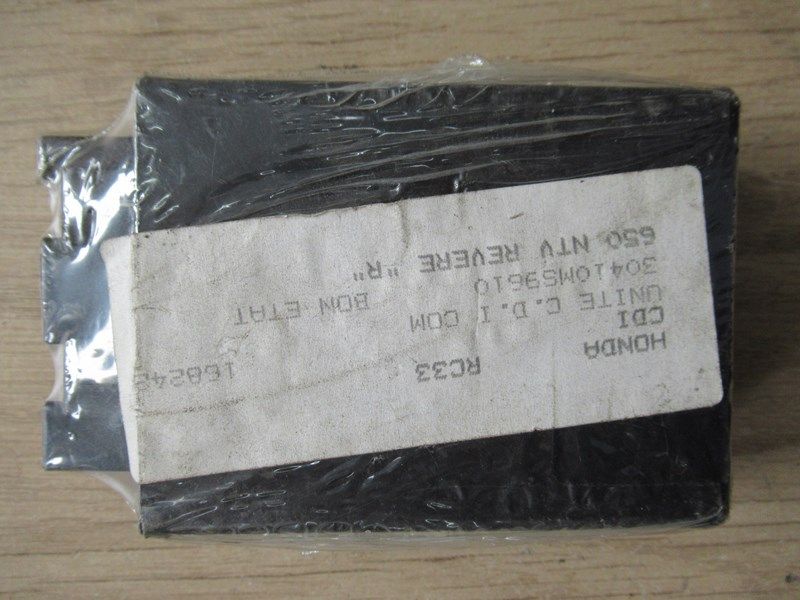 HONDA RC33
CDI
UNITE C.D.I COM
30410MS9610 BON ETAT
650 NTV REVERE "R"